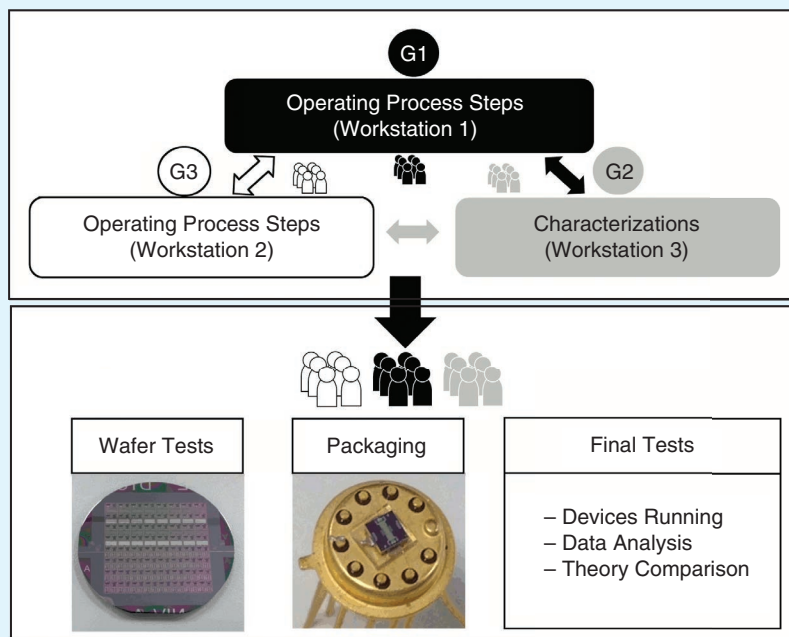 G1
Operating Process Steps
(Workstation 1)
G3
G2
Operating Process Steps
(Workstation 2)
Characterizations
(Workstation 3)
Wafer Tests
Packaging
Final Tests
– Devices Running
– Data Analysis
– Theory Comparison